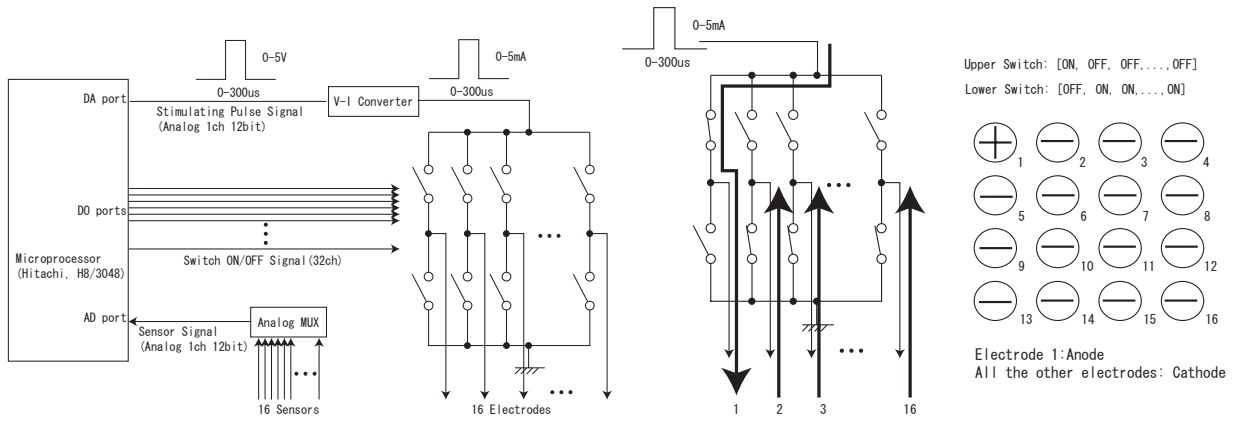 0-5V
0-300us
0-5mA
0-300us
DA port
Stimulating Pulse Signal
(Analog 1ch 12bit)
V-I Converter
DO ports
Switch ON/OFF Signal(32ch)
Microprocessor
(Hitachi, H8/3048)
AD port
Sensor Signal
(Analog 1ch 12bit)
Analog MUX
16 Sensors
16 Electrodes
0-5mA
0-300us
1
2
3
16
Upper Switch: [ON, OFF, OFF,...,OFF]
Lower Switch: [OFF, ON, ON,...,ON]
1
2
3
4
5
6
7
8
9
10
11
12
13
14
15
16
Electrode 1:Anode
All the other electrodes: Cathode